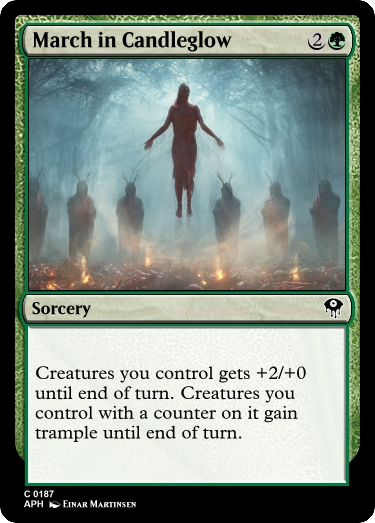 March in Candleglow 2
Sorcery
Creatures you control gets +2/+0
until end of turn. Creatures you
control with a counter on it gain
trample until end of turn.
C 0187
APH Einar Martinsen